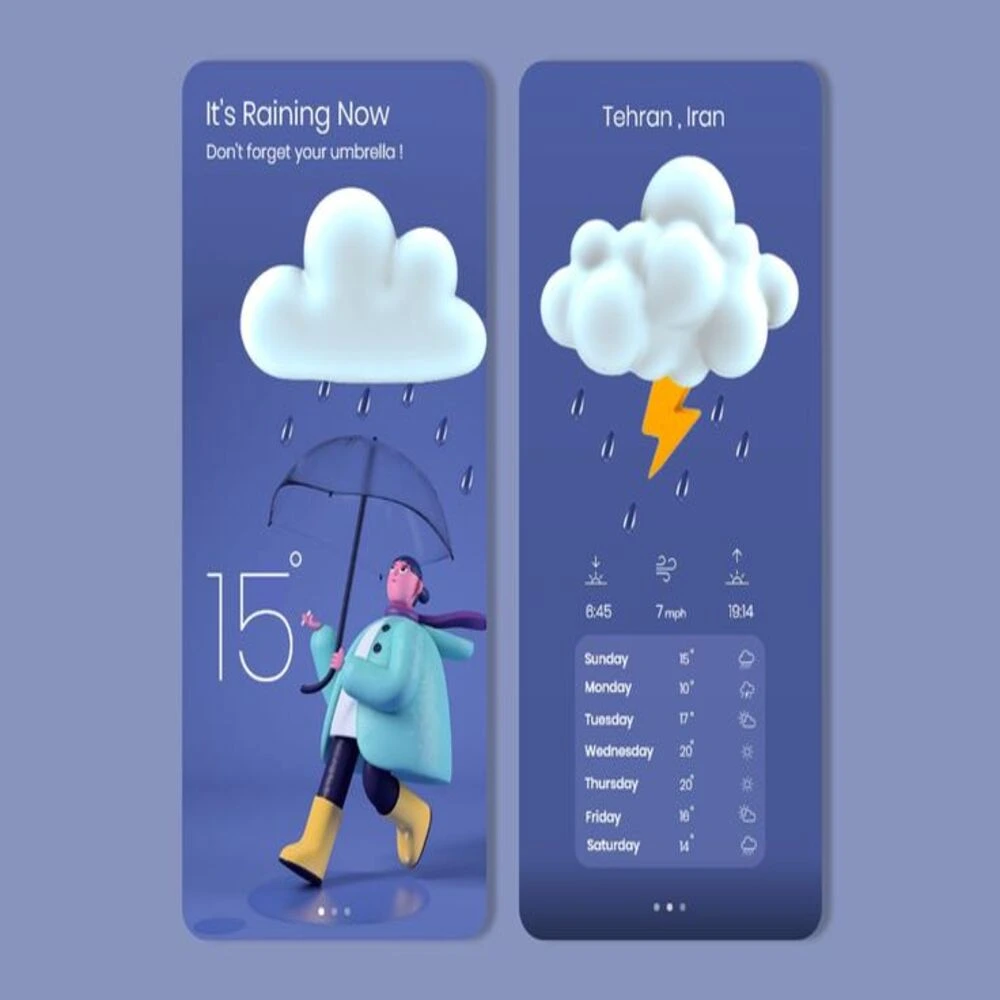 It's Raining Now
Don't forget your umbrella !
15°
Tehran , Iran
6:45 7 mph 19:14
Sunday 15°
Monday 10°
Tuesday 17°
Wednesday 20°
Thursday 20°
Friday 16°
Saturday 14°